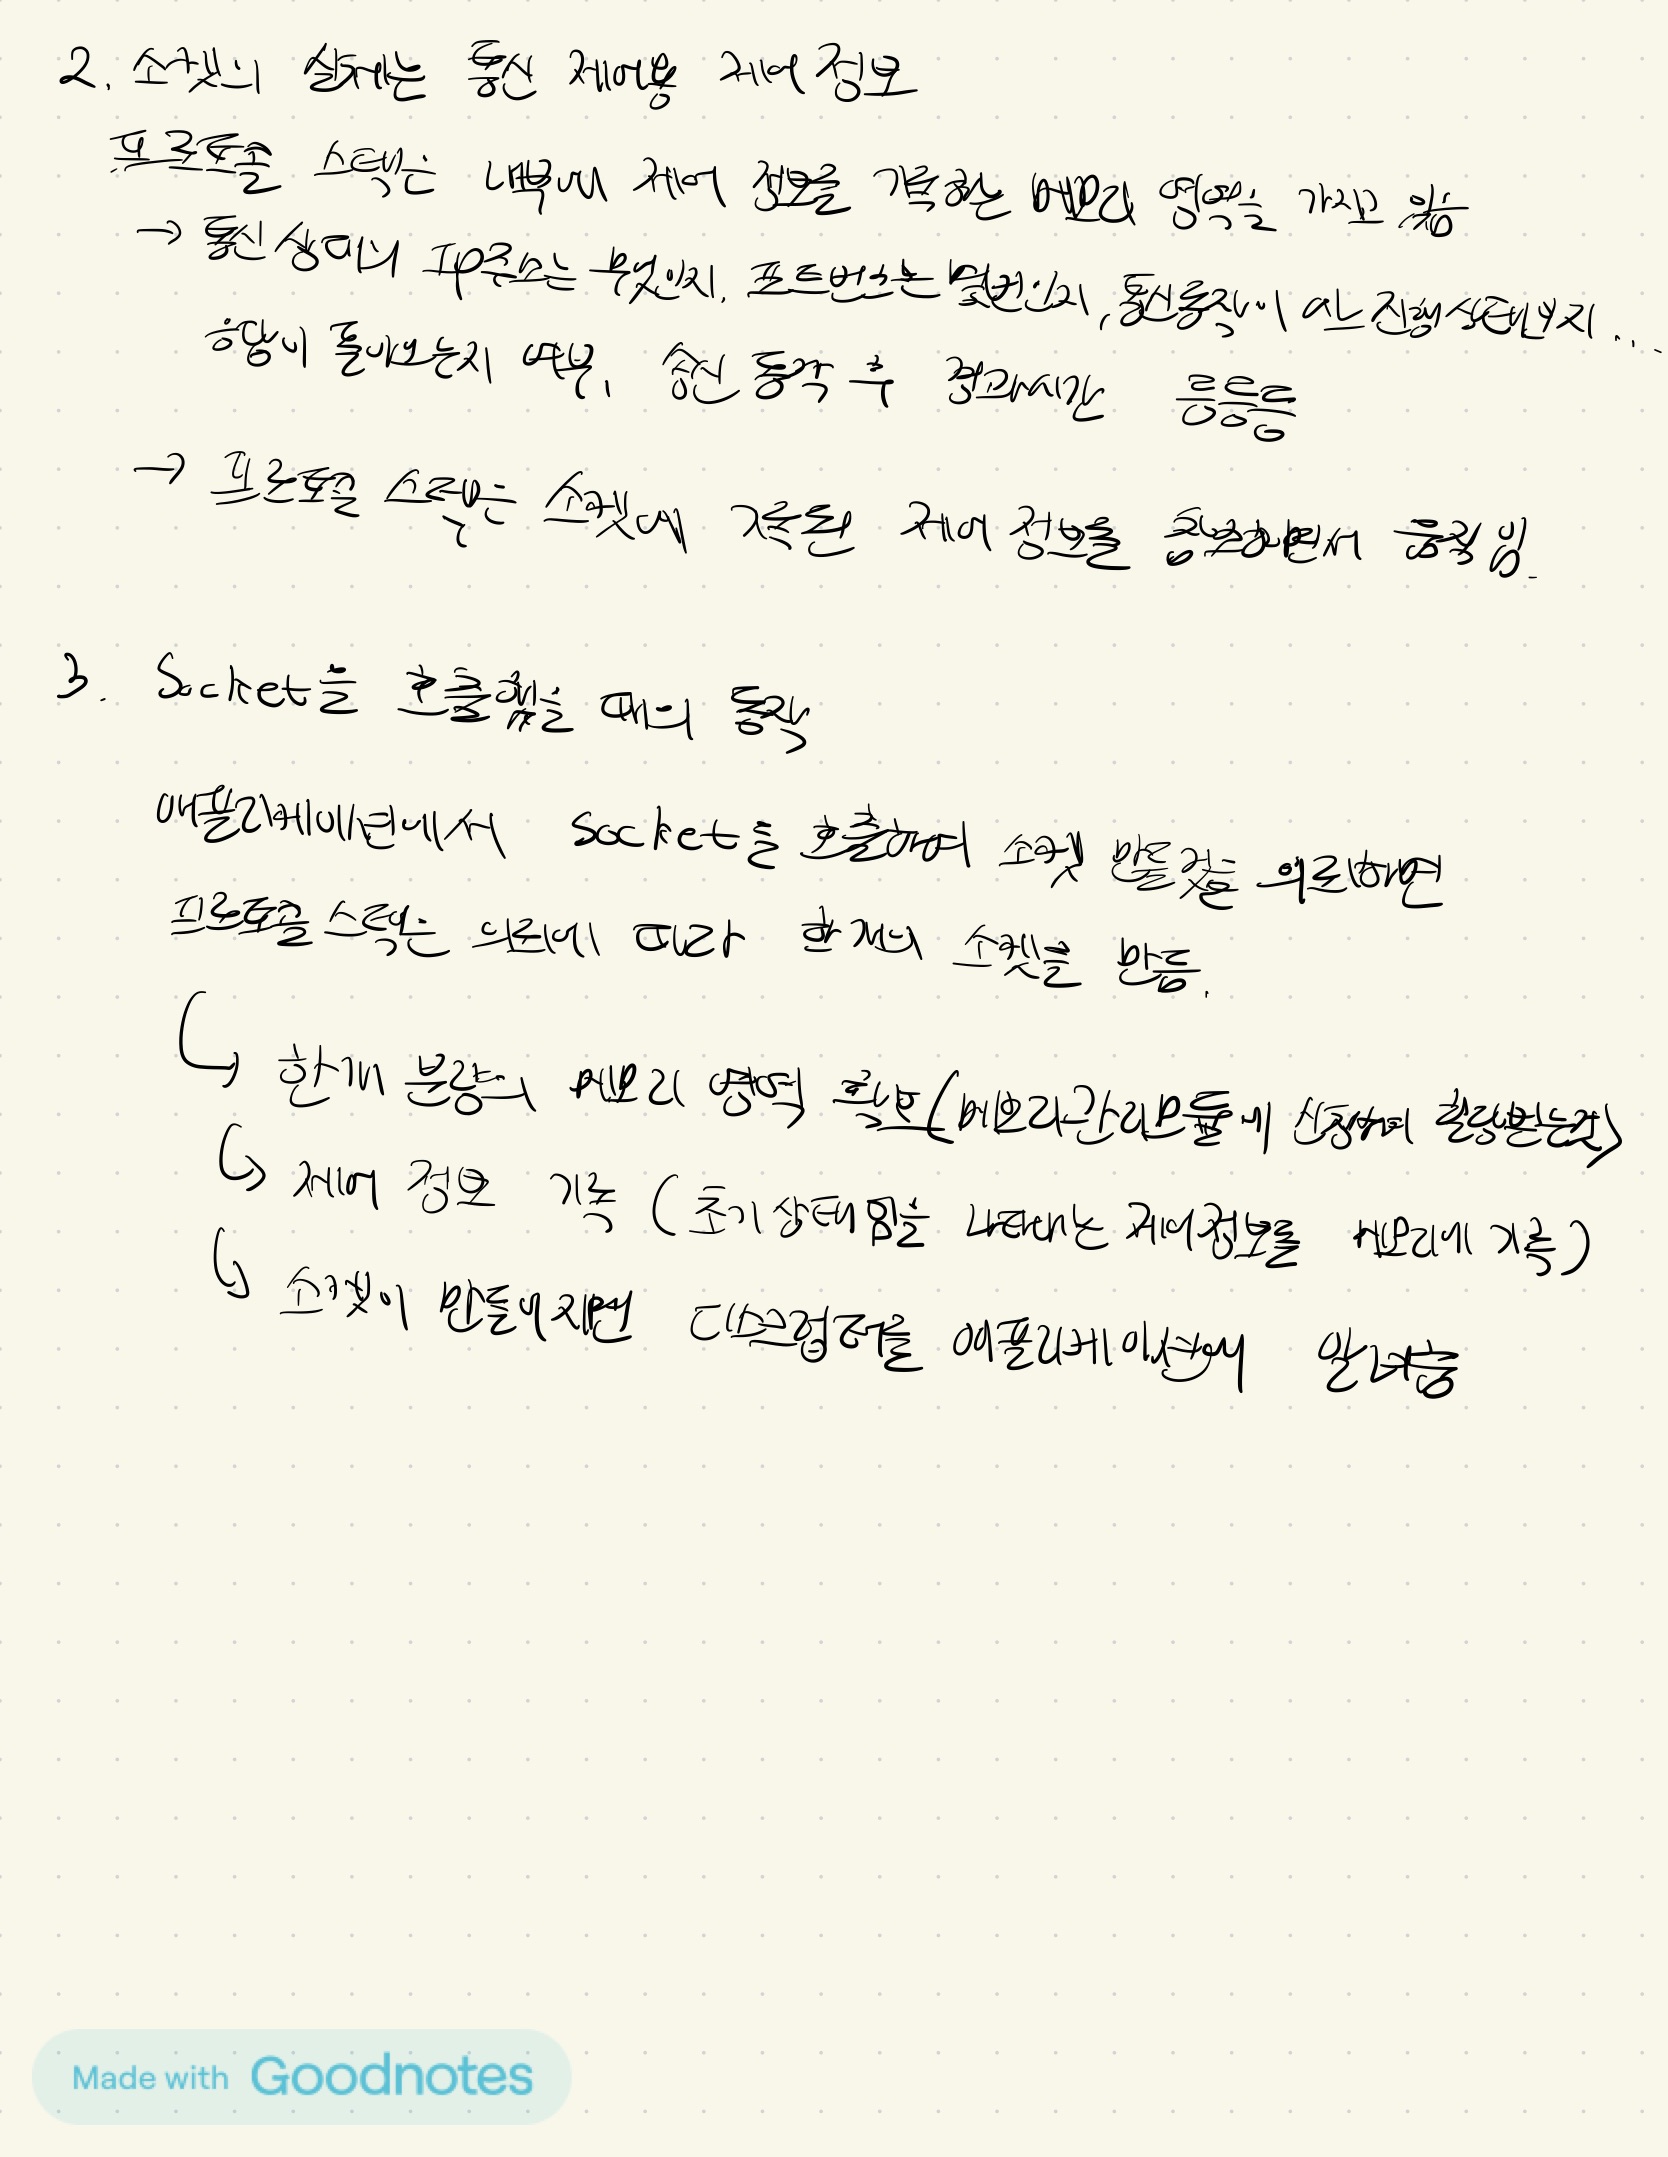 2. 소켓의 실체는 통신 제어용 제어 정보
프로토콜 스택은 내부에 제어 정보를 기록하는 메모리 영역을 가지고 있음
→ 통신 상대의 IP주소는 무엇인지, 포트번호는 몇번인지, 통신동작이 어느 진행상태인지...
응답이 돌아오는지 여부, 송신 동작 후 경과시간 등등등
→ 프로토콜 스택은 소켓에 기록된 제어 정보를 참조하면서 움직임.
3. Socket을 호출했을 때의 동작
애플리케이션에서 Socket을 호출하여 소켓 만들것을 의뢰하면
프로토콜 스택은 의뢰에 따라 한개의 소켓을 만듬.
↳ 한개 분량의 메모리 영역 확보(메모리관리모듈에 신청하여 할당받는것)
↳ 제어 정보 기록 (초기상태임을 나타내는 제어정보를 메모리에 기록)
↳ 소켓이 만들어지면 디스크립터를 애플리케이션에 알려줌
Made with Goodnotes